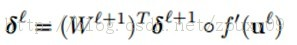 δ^ℓ = (W^{ℓ+1})^T δ^{ℓ+1} ∘ f′(u^ℓ)